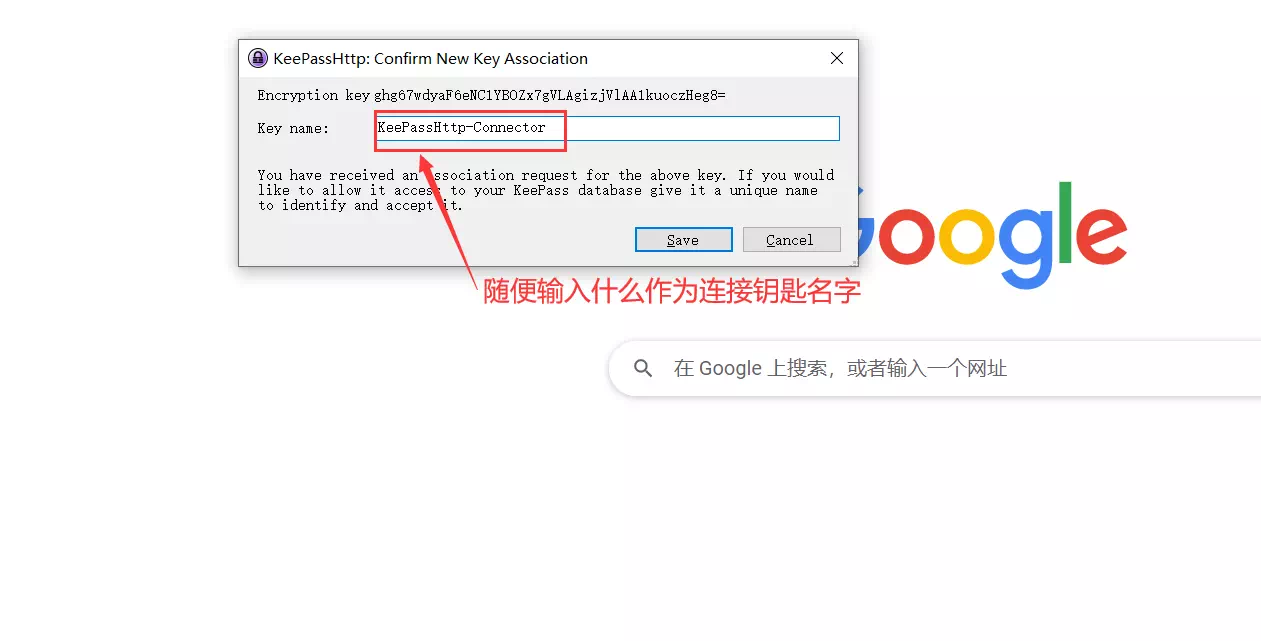 KeePassHttp: Confirm New Key Association
Encryption key ghg67wdyaF6eNC1YBOZx7gVLAgizjVlAA1kuoczHeg8=
Key name:
KeePassHttp-Connector
You have received an association request for the above key. If you would
like to allow it access to your KeePass database give it a unique name
to identify and accept it.
Save
Cancel
Google
随便输入什么作为连接钥匙名字
在 Google 上搜索，或者输入一个网址